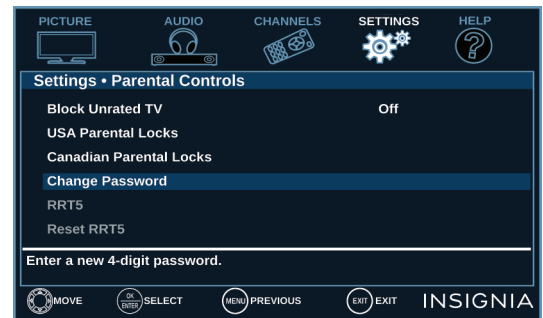 PICTURE AUDIO CHANNELS SETTINGS HELP
?
Settings • Parental Controls
Block Unrated TV Off
USA Parental Locks
Canadian Parental Locks
Change Password
RRT5
Reset RRT5
Enter a new 4-digit password.
MOVE OK ENTER SELECT MENU PREVIOUS EXIT EXIT INSIGNIA